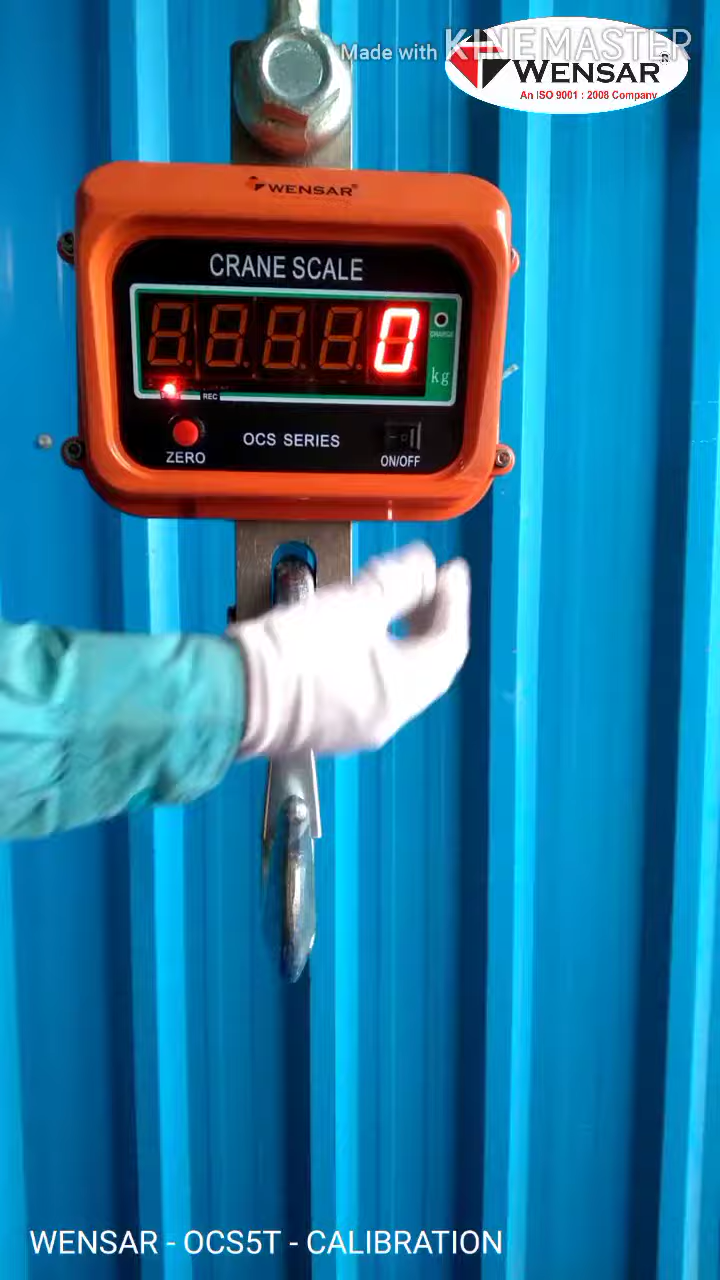 Made with KINEMASTER
WENSAR®
An ISO 9001 : 2008 Company
WENSAR®
CRANE SCALE
0
CHARGE
kg
REC
ZERO
OCS SERIES
ON/OFF
WENSAR - OCS5T - CALIBRATION